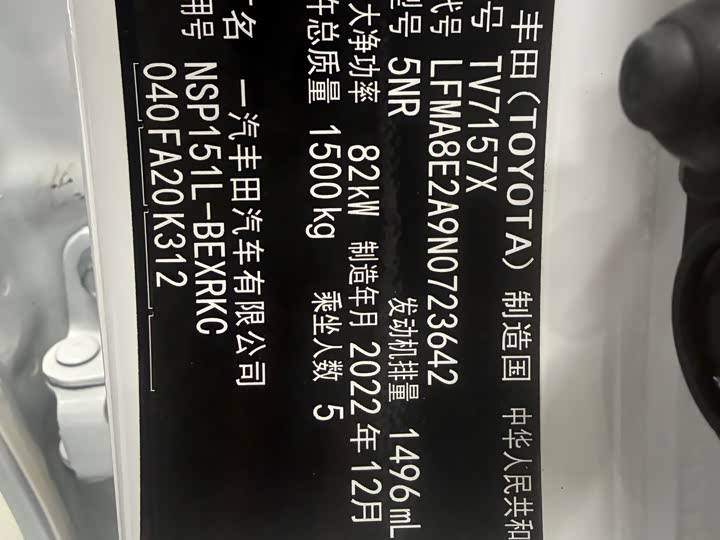 丰田(TOYOTA) 制造国 中华人民共和
号 TV7157X
代号 LFMA8E2A9N0723642
型号 5NR 发动机排量 1496mL
大净功率 82kW 制造年月 2022年12月
件总质量 1500kg 乘坐人数 5
名 一汽丰田汽车有限公司
用号 NSP151L-BEXRKC
040FA20K312